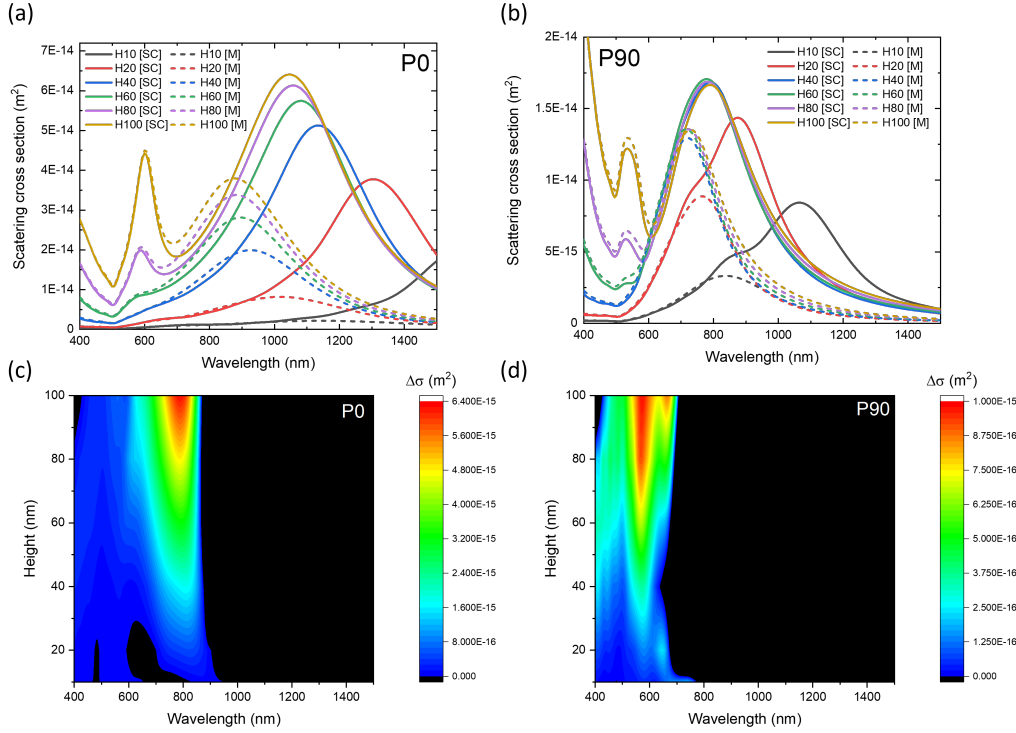 (a)
7E-14
6E-14
5E-14
4E-14
3E-14
2E-14
1E-14
0
Scatering cross section (m²)
H10 [SC] H10 [M]
H20 [SC] H20 [M]
H40 [SC] H40 [M]
H60 [SC] H60 [M]
H80 [SC] H80 [M]
H100 [SC] H100 [M]
P0
400 600 800 1000 1200 1400
Wavelength (nm)
(b)
2E-14
1.5E-14
1E-14
5E-15
0
Scattering cross section (m²)
P90
H10 [SC] H10 [M]
H20 [SC] H20 [M]
H40 [SC] H40 [M]
H60 [SC] H60 [M]
H80 [SC] H80 [M]
H100 [SC] H100 [M]
400 600 800 1000 1200 1400
Wavelength (nm)
(c)
100
80
60
40
20
Height (nm)
P0
400 600 800 1000 1200 1400
Wavelength (nm)
Δσ (m²)
6.400E-15
5.600E-15
4.800E-15
4.000E-15
3.200E-15
2.400E-15
1.600E-15
8.000E-16
0.000
(d)
100
80
60
40
20
Height (nm)
P90
400 600 800 1000 1200 1400
Wavelength (nm)
Δσ (m²)
1.000E-15
8.750E-16
7.500E-16
6.250E-16
5.000E-16
3.750E-16
2.500E-16
1.250E-16
0.000